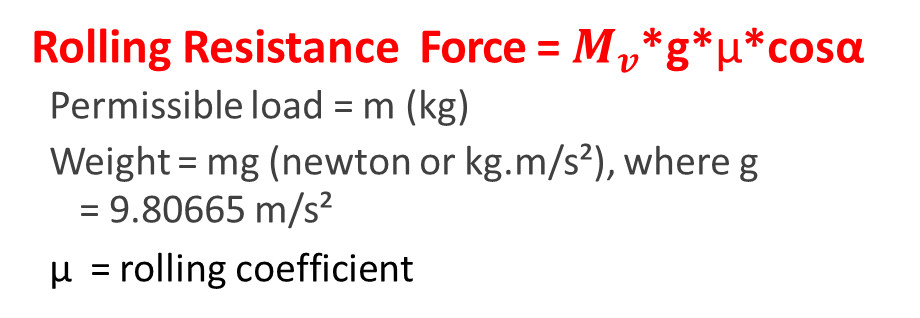 Rolling Resistance  Force = 𝑴𝒗*g*µ*cosα
Permissible load = m (kg)
Weight = mg (newton or kg.m/s²), where g
= 9.80665 m/s²
µ  = rolling coefficient